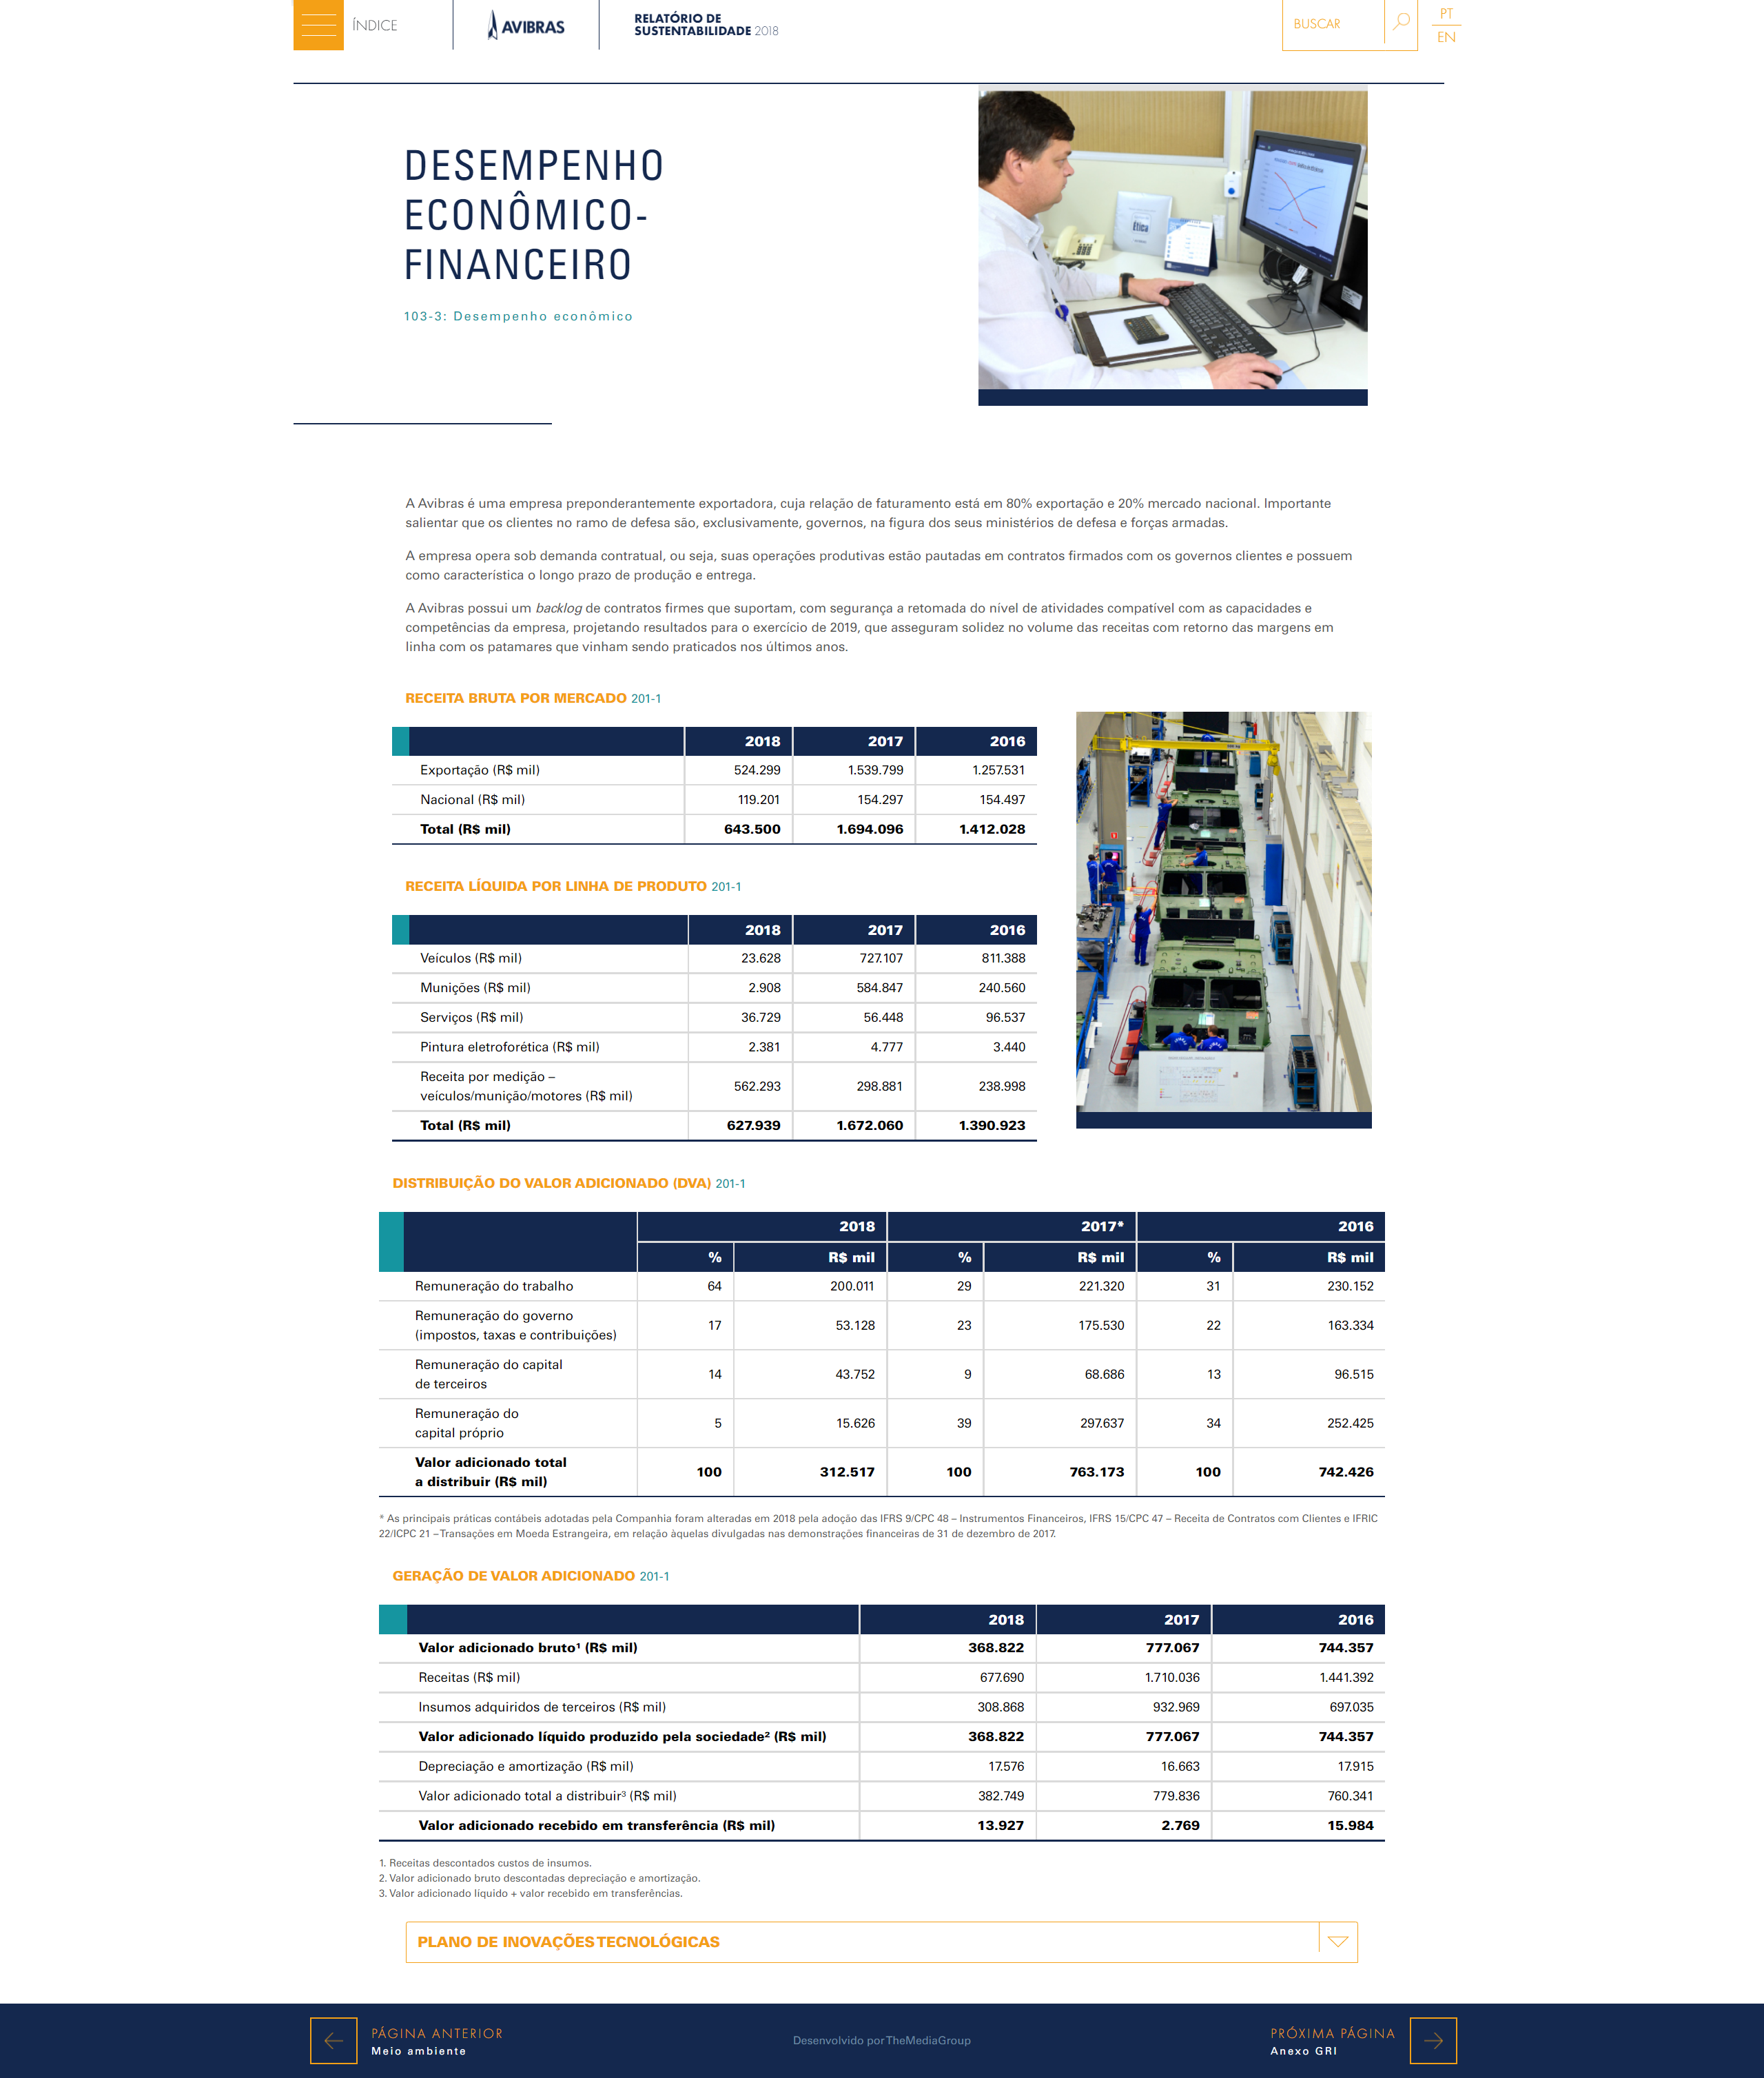 ÍNDICE
AVIBRAS
RELATÓRIO DE
SUSTENTABILIDADE 2018
BUSCAR
PT
EN
DESEMPENHO
ECONÔMICO-
FINANCEIRO
103-3: Desempenho econômico
Ética
A Avibras é uma empresa preponderantemente exportadora, cuja relação de faturamento está em 80% exportação e 20% mercado nacional. Importante
salientar que os clientes no ramo de defesa são, exclusivamente, governos, na figura dos seus ministérios de defesa e forças armadas.
A empresa opera sob demanda contratual, ou seja, suas operações produtivas estão pautadas em contratos firmados com os governos clientes e possuem
como característica o longo prazo de produção e entrega.
A Avibras possui um backlog de contratos firmes que suportam, com segurança a retomada do nível de atividades compatível com as capacidades e
competências da empresa, projetando resultados para o exercício de 2019, que asseguram solidez no volume das receitas com retorno das margens em
linha com os patamares que vinham sendo praticados nos últimos anos.
RECEITA BRUTA POR MERCADO 201-1
2018 2017 2016
Exportação (R$ mil) 524.299 1.539.799 1.257.531
Nacional (R$ mil) 119.201 154.297 154.497
Total (R$ mil) 643.500 1.694.096 1.412.028
RECEITA LÍQUIDA POR LINHA DE PRODUTO 201-1
2018 2017 2016
Veículos (R$ mil) 23.628 727.107 811.388
Munições (R$ mil) 2.908 584.847 240.560
Serviços (R$ mil) 36.729 56.448 96.537
Pintura eletroforética (R$ mil) 2.381 4.777 3.440
Receita por medição –
veículos/munição/motores (R$ mil) 562.293 298.881 238.998
Total (R$ mil) 627.939 1.672.060 1.390.923
DISTRIBUIÇÃO DO VALOR ADICIONADO (DVA) 201-1
2018 2017* 2016
% R$ mil % R$ mil % R$ mil
Remuneração do trabalho 64 200.011 29 221.320 31 230.152
Remuneração do governo
(impostos, taxas e contribuições) 17 53.128 23 175.530 22 163.334
Remuneração do capital
de terceiros 14 43.752 9 68.686 13 96.515
Remuneração do
capital próprio 5 15.626 39 297.637 34 252.425
Valor adicionado total
a distribuir (R$ mil) 100 312.517 100 763.173 100 742.426
* As principais práticas contábeis adotadas pela Companhia foram alteradas em 2018 pela adoção das IFRS 9/CPC 48 – Instrumentos Financeiros, IFRS 15/CPC 47 – Receita de Contratos com Clientes e IFRIC
22/ICPC 21 – Transações em Moeda Estrangeira, em relação àquelas divulgadas nas demonstrações financeiras de 31 de dezembro de 2017.
GERAÇÃO DE VALOR ADICIONADO 201-1
2018 2017 2016
Valor adicionado bruto¹ (R$ mil) 368.822 777.067 744.357
Receitas (R$ mil) 677.690 1.710.036 1.441.392
Insumos adquiridos de terceiros (R$ mil) 308.868 932.969 697.035
Valor adicionado líquido produzido pela sociedade² (R$ mil) 368.822 777.067 744.357
Depreciação e amortização (R$ mil) 17.576 16.663 17.915
Valor adicionado total a distribuir³ (R$ mil) 382.749 779.836 760.341
Valor adicionado recebido em transferência (R$ mil) 13.927 2.769 15.984
1. Receitas descontados custos de insumos.
2. Valor adicionado bruto descontadas depreciação e amortização.
3. Valor adicionado líquido + valor recebido em transferências.
PLANO DE INOVAÇÕES TECNOLÓGICAS
PÁGINA ANTERIOR
Meio ambiente
Desenvolvido por TheMediaGroup
PRÓXIMA PÁGINA
Anexo GRI